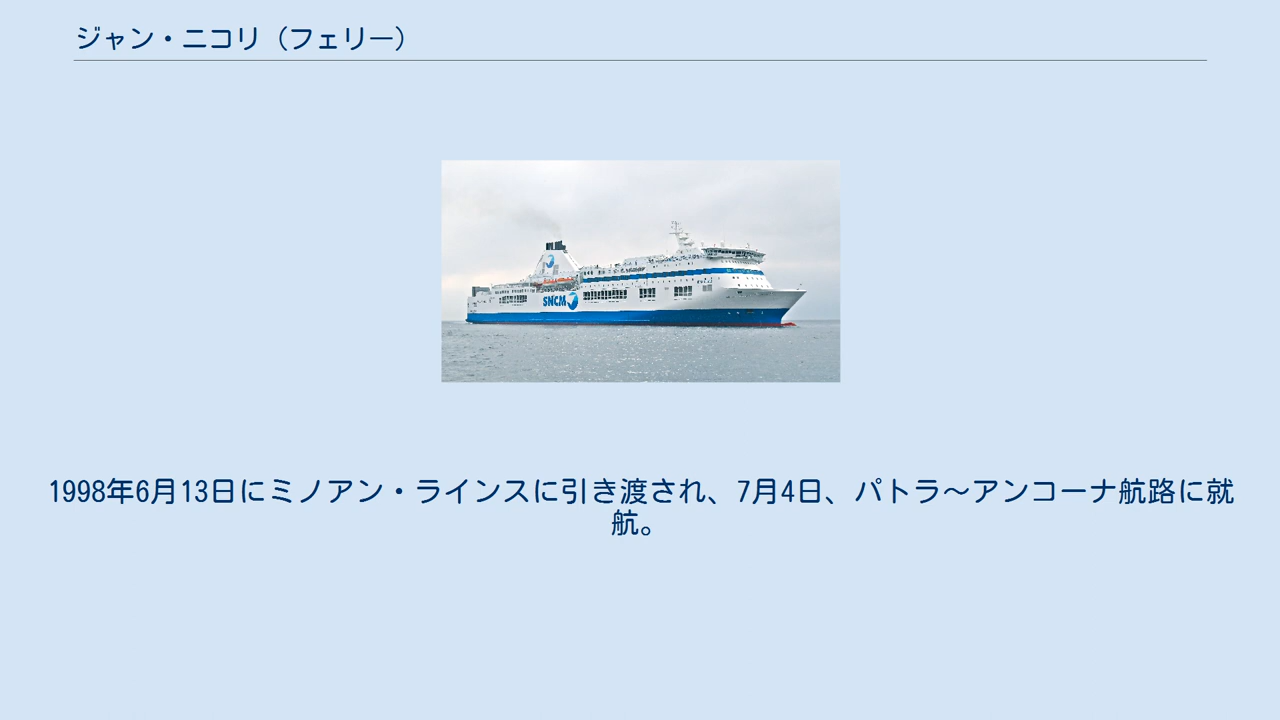 ジャン・ニコリ（フェリー）
SNCM
1998年6月13日にミノアン・ラインスに引き渡され、7月4日、パトラ～アンコーナ航路に就
航。